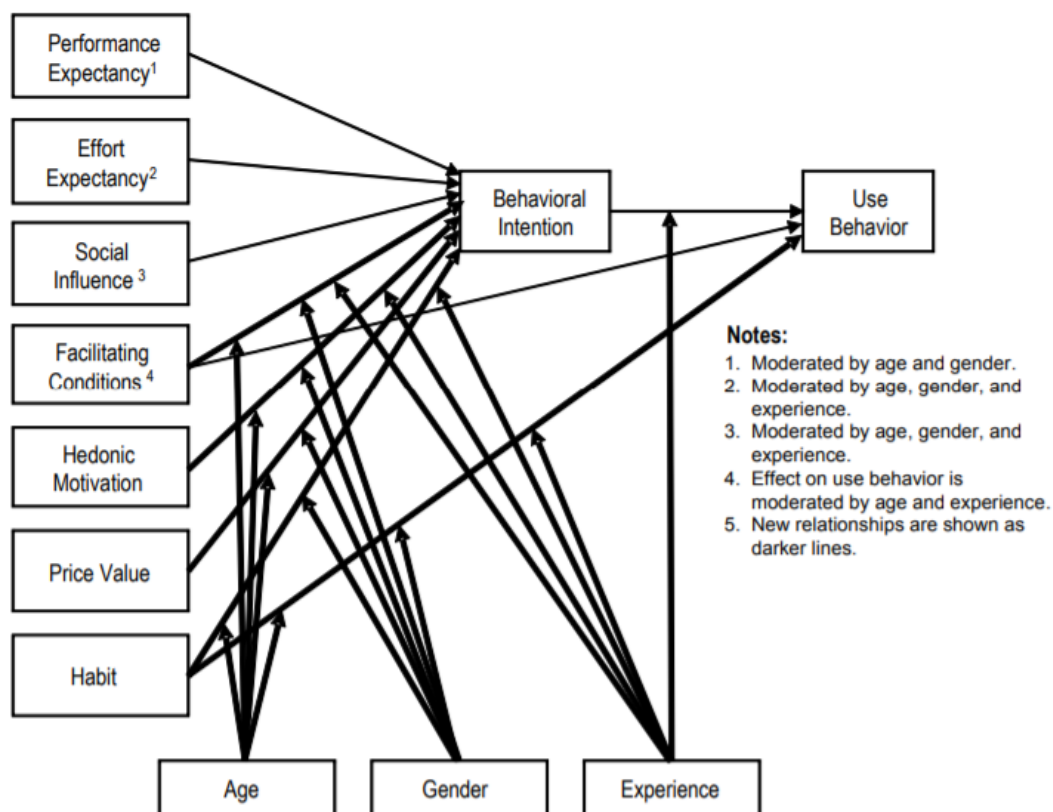 Performance
Expectancy1
Effort
Expectancy2
Social
Influence 3
Facilitating
Conditions 4
Hedonic
Motivation
Price Value
Habit
Behavioral
Intention
Use
Behavior
Notes:
1. Moderated by age and gender.
2. Moderated by age, gender, and
experience.
3. Moderated by age, gender, and
experience.
4. Effect on use behavior is
moderated by age and experience.
5. New relationships are shown as
darker lines.
Age
Gender
Experience